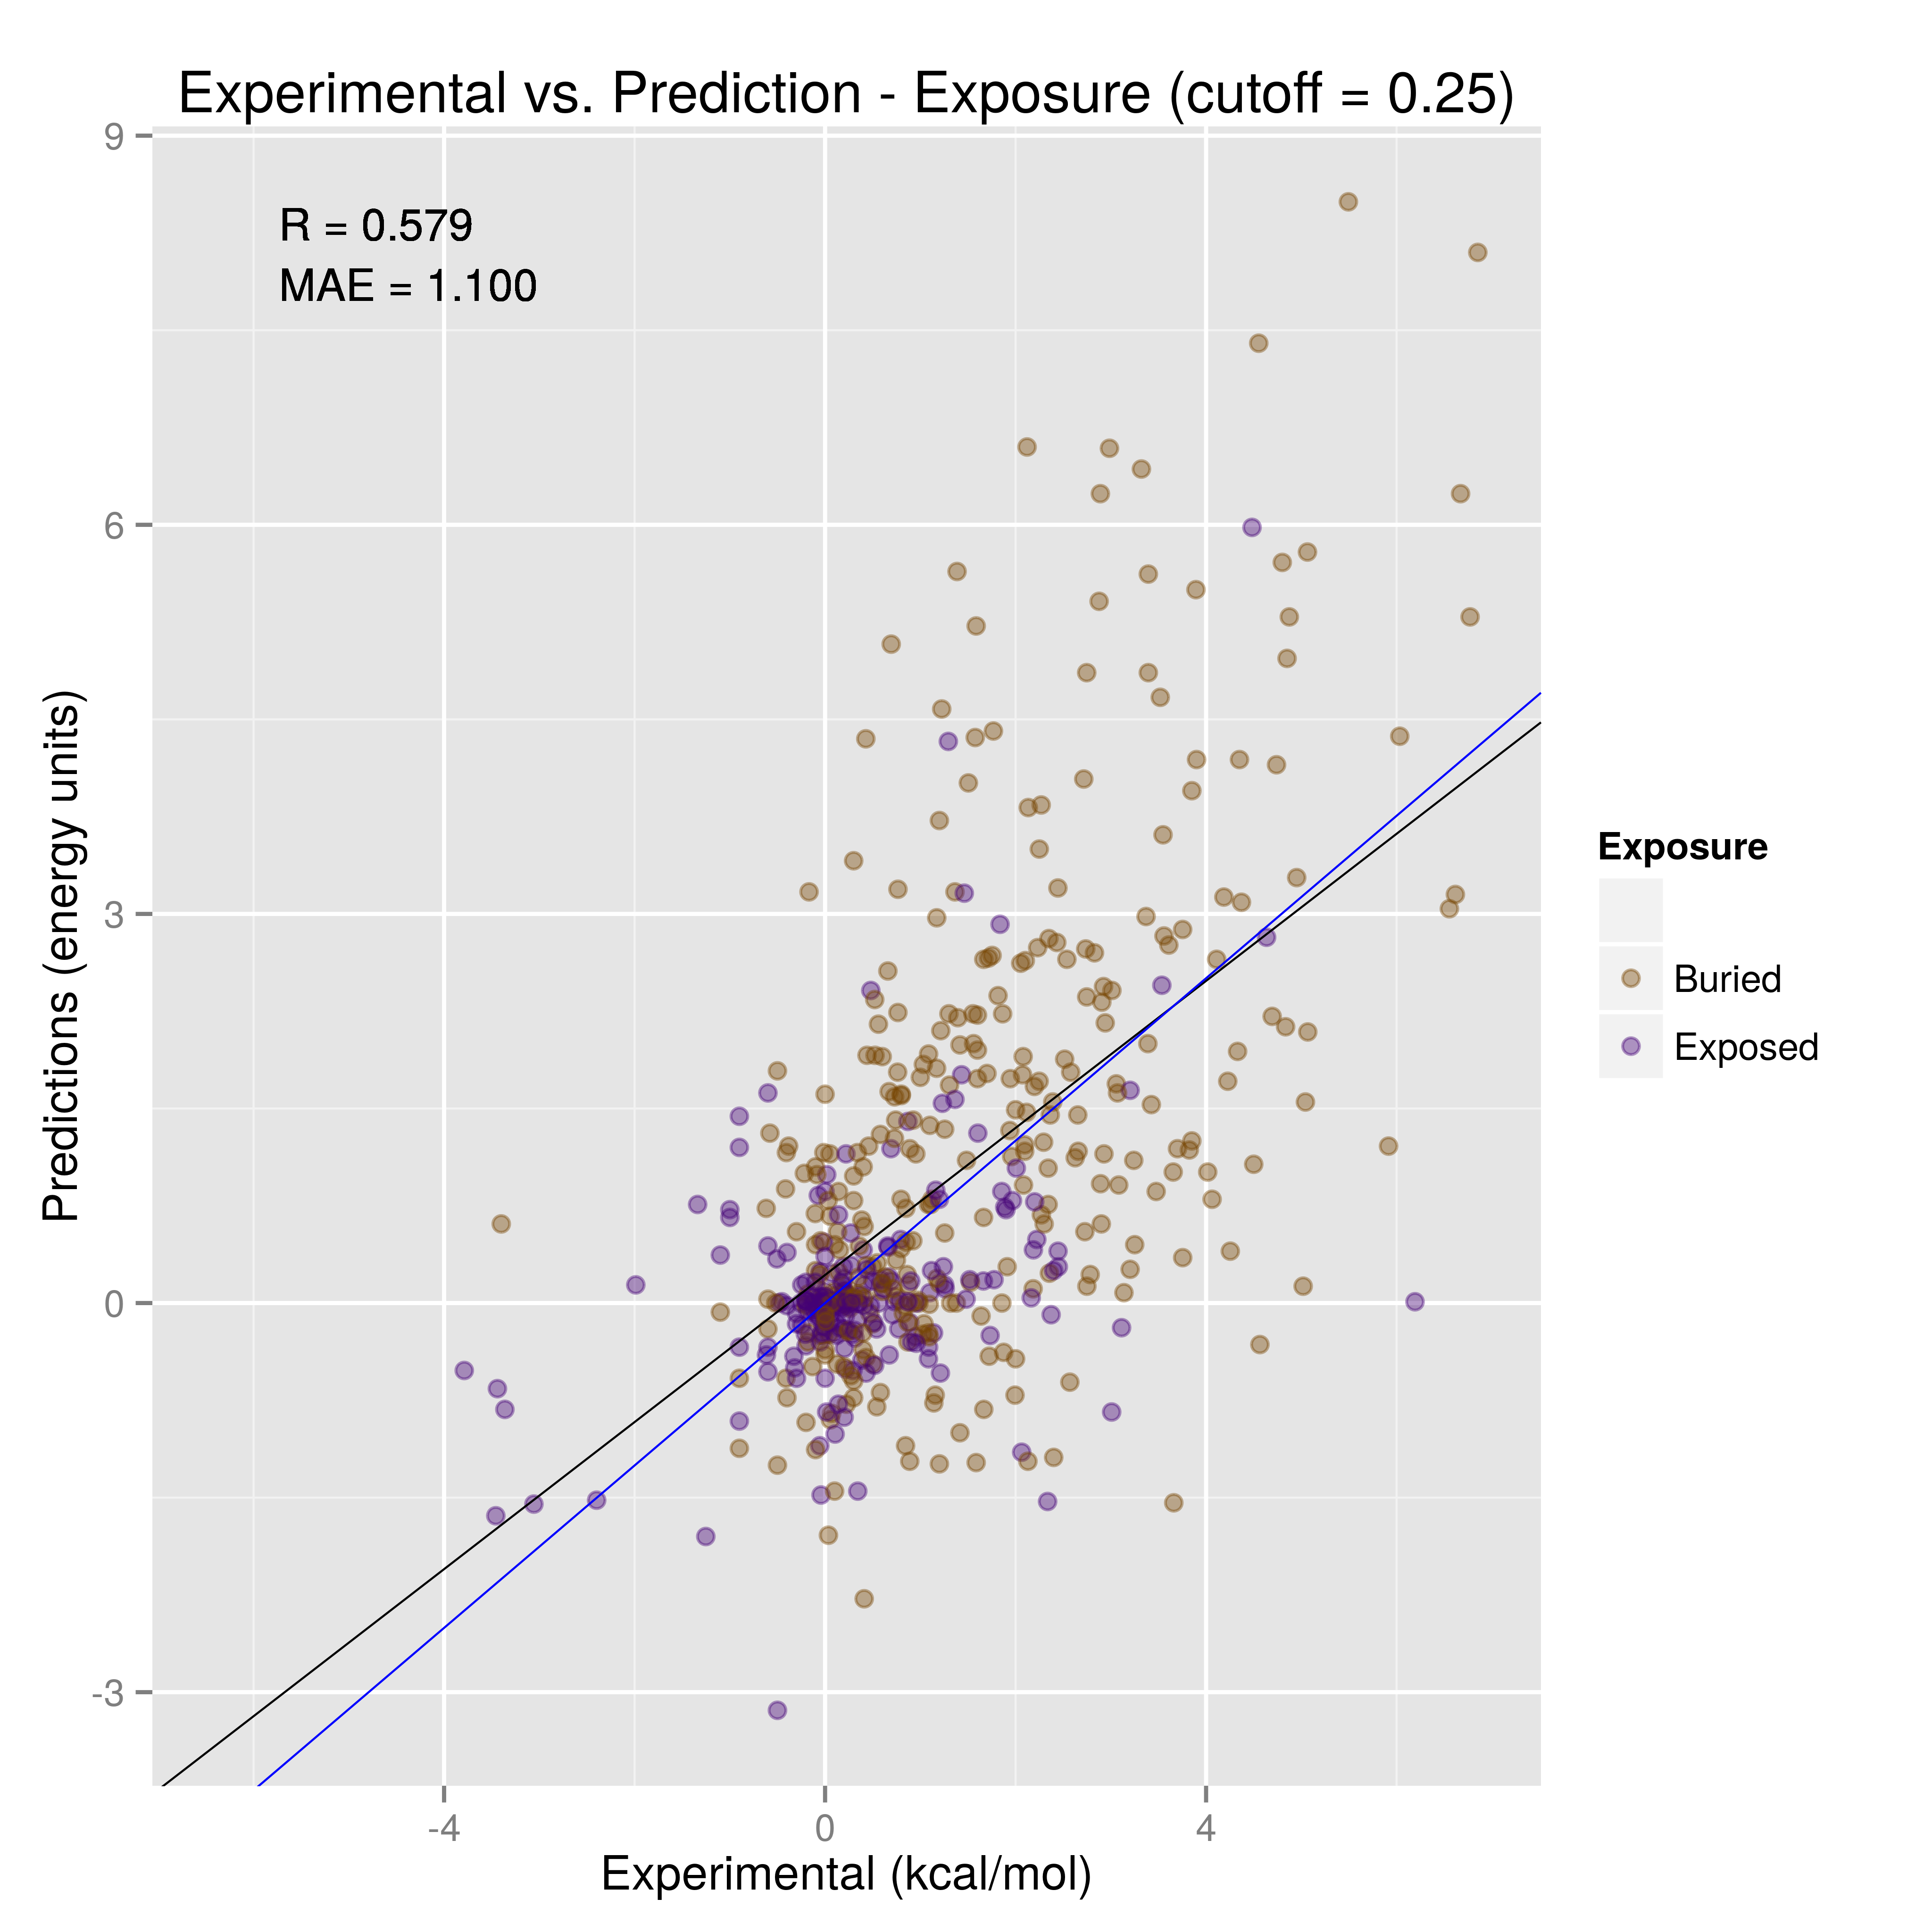 Experimental vs. Prediction - Exposure (cutoff = 0.25)
9
R = 0.579
MAE = 1.100
6
3
0
-3
Predictions (energy units)
-4
0
4
Experimental (kcal/mol)
Exposure
Buried
Exposed